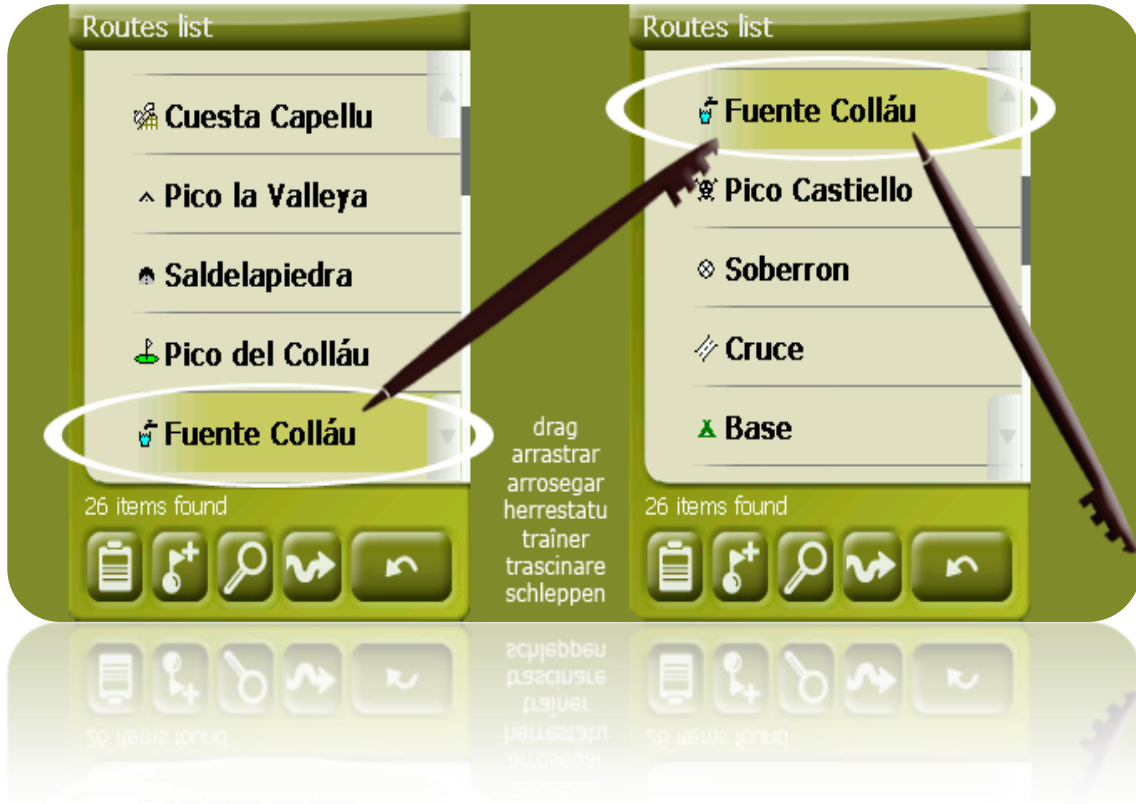 Routes list
Cuesta Capellu
Pico la Valleya
Saldelapiedra
Pico del Colláu
Fuente Colláu
26 items found
drag
arrastrar
arrosegar
herrestatu
traîner
trascinare
schleppen
Routes list
Fuente Colláu
Pico Castiello
Soberron
Cruce
Base
26 items found